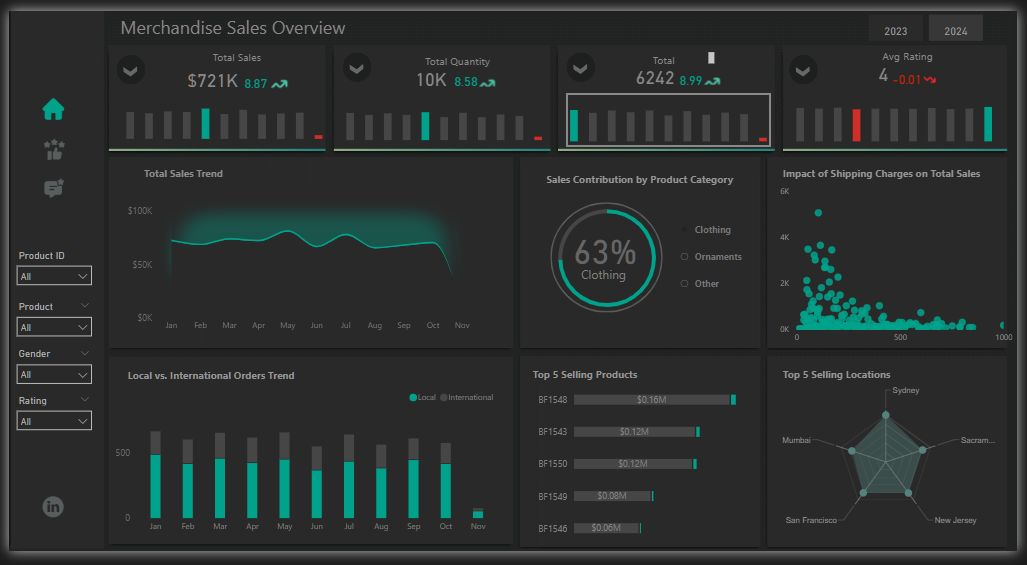 Merchandise Sales Overview
2023
2024
Total Sales
$721K 8.87
Total Quantity
10K 8.58
Total
6242 8.99
Avg Rating
4 -0.01
Product ID
All
Product
All
Gender
All
Rating
All
in
Total Sales Trend
$100K
$50K
$0K
Jan Feb Mar Apr May Jun Jul Aug Sep Oct Nov
Sales Contribution by Product Category
63%
Clothing
Clothing
Ornaments
Other
Impact of Shipping Charges on Total Sales
6K
4K
2K
0K
0 500 1000
Local vs. International Orders Trend
Local International
500
0
Jan Feb Mar Apr May Jun Jul Aug Sep Oct Nov
Top 5 Selling Products
BF1548 $0.16M
BF1543 $0.12M
BF1550 $0.12M
BF1549 $0.08M
BF1546 $0.06M
Top 5 Selling Locations
Sydney
Mumbai
Sacram...
San Francisco
New Jersey